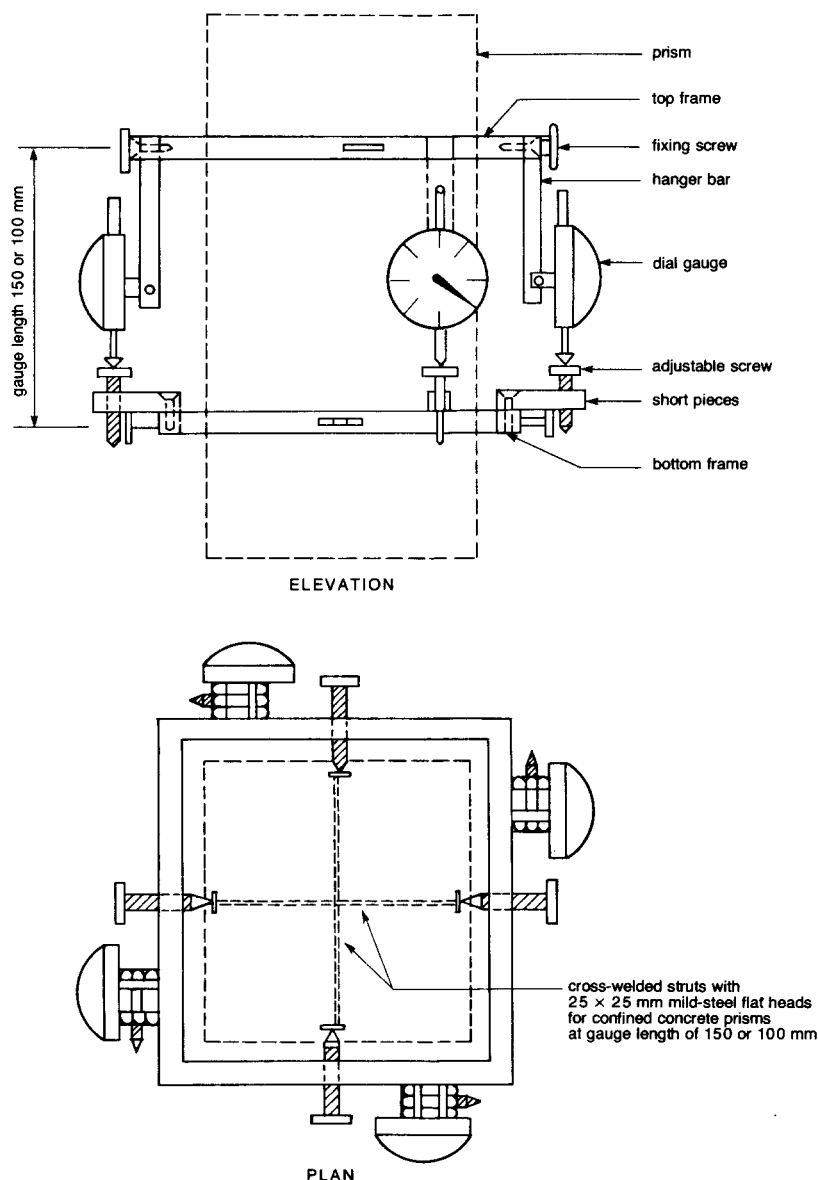 prism
top frame
fixing screw
hanger bar
gauge length 150 or 100 mm
dial gauge
adjustable screw
short pieces
bottom frame
ELEVATION
cross-welded struts with
25 × 25 mm mild-steel flat heads
for confined concrete prisms
at gauge length of 150 or 100 mm
PLAN